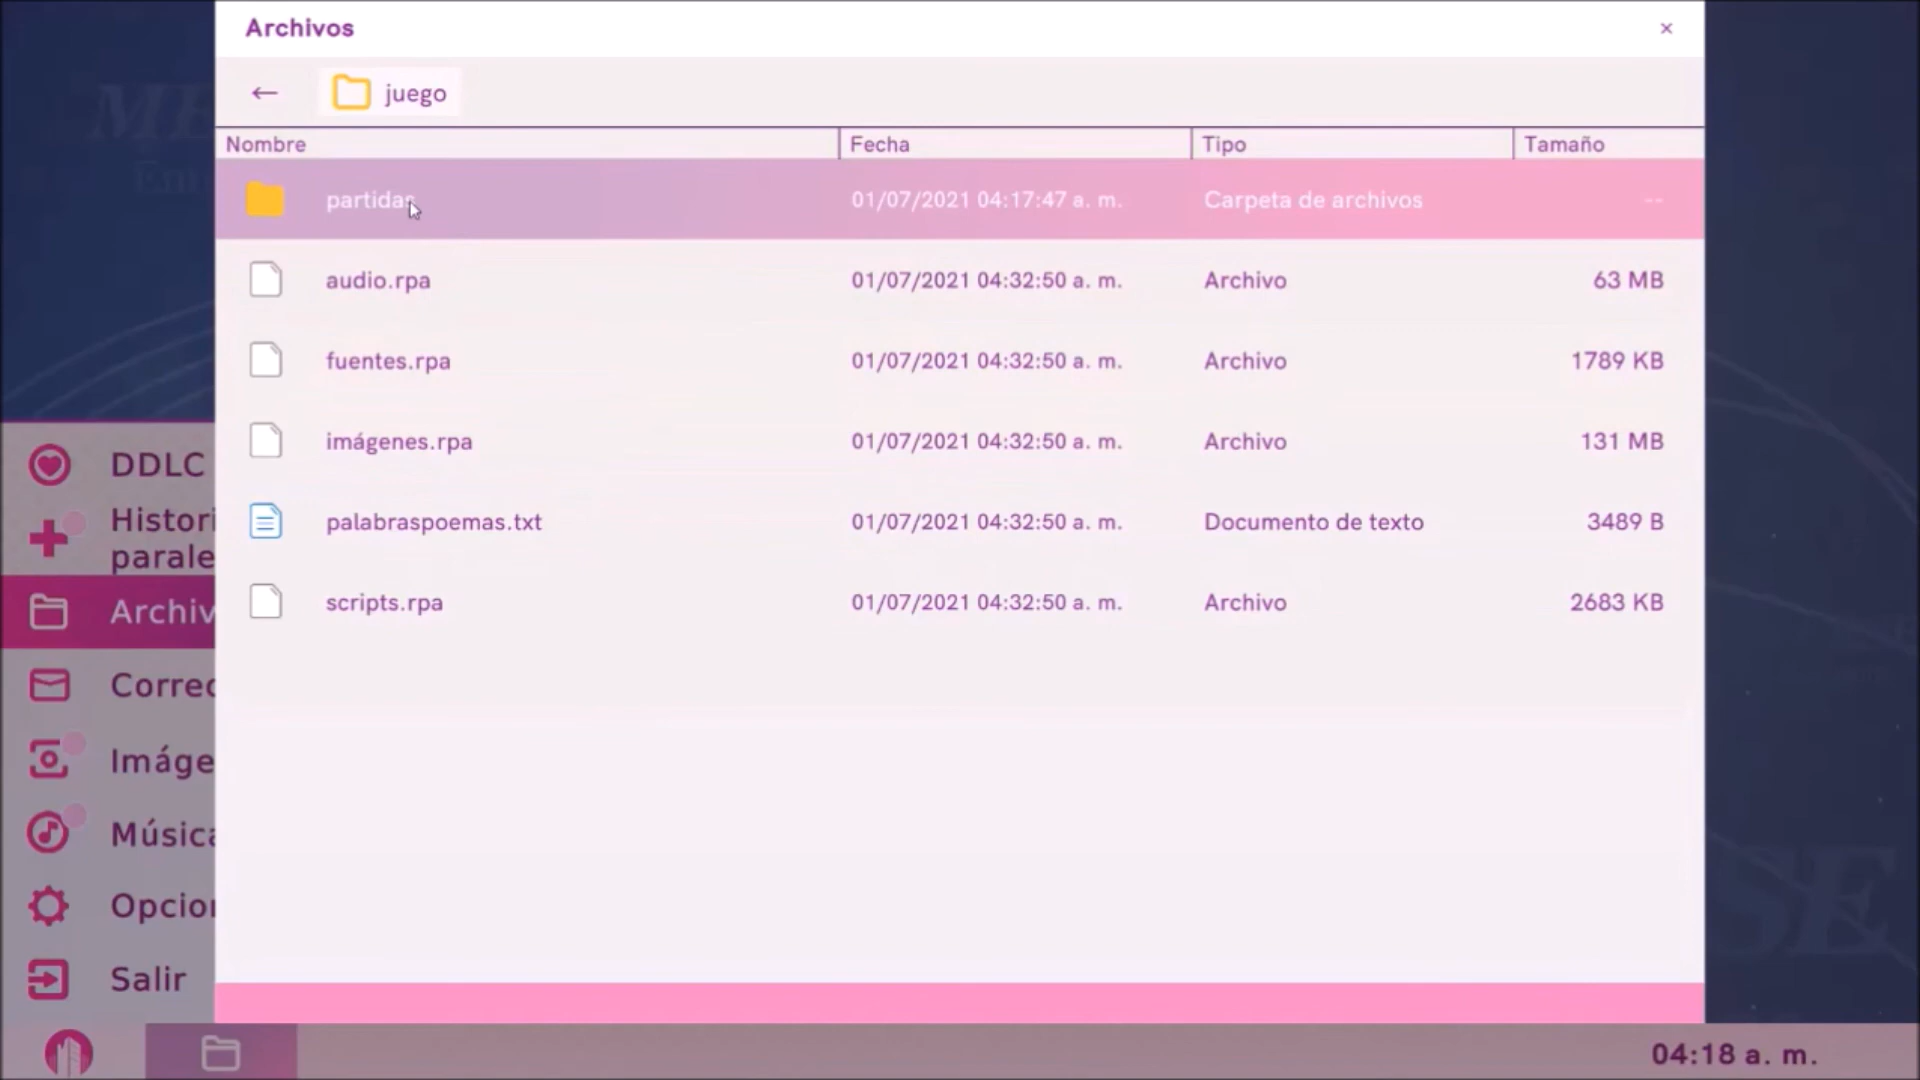 Archivos
juego
Nombre Fecha Tipo Tamaño
partidas 01/07/2021 04:17:47 a. m. Carpeta de archivos --
audio.rpa 01/07/2021 04:32:50 a. m. Archivo 63 MB
fuentes.rpa 01/07/2021 04:32:50 a. m. Archivo 1789 KB
imágenes.rpa 01/07/2021 04:32:50 a. m. Archivo 131 MB
palabraspoemas.txt 01/07/2021 04:32:50 a. m. Documento de texto 3489 B
scripts.rpa 01/07/2021 04:32:50 a. m. Archivo 2683 KB
DDLC
Histori
parale
Archiv
Correo
Imáge
Música
Opcion
Salir
04:18 a. m.